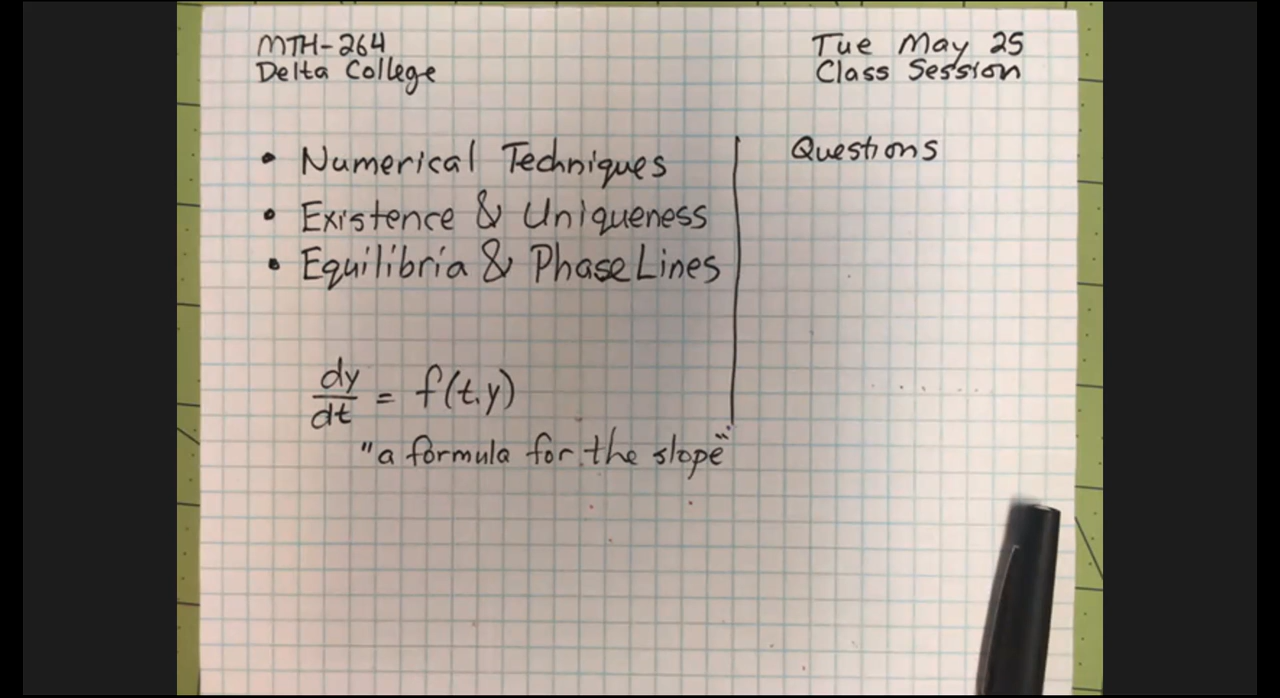 MTH-264
Delta College
Tue May 25
Class Session
• Numerical Techniques
• Existence & Uniqueness
• Equilibria & Phase Lines
Questions
dy/dt = f(t,y)
"a formula for the slope"